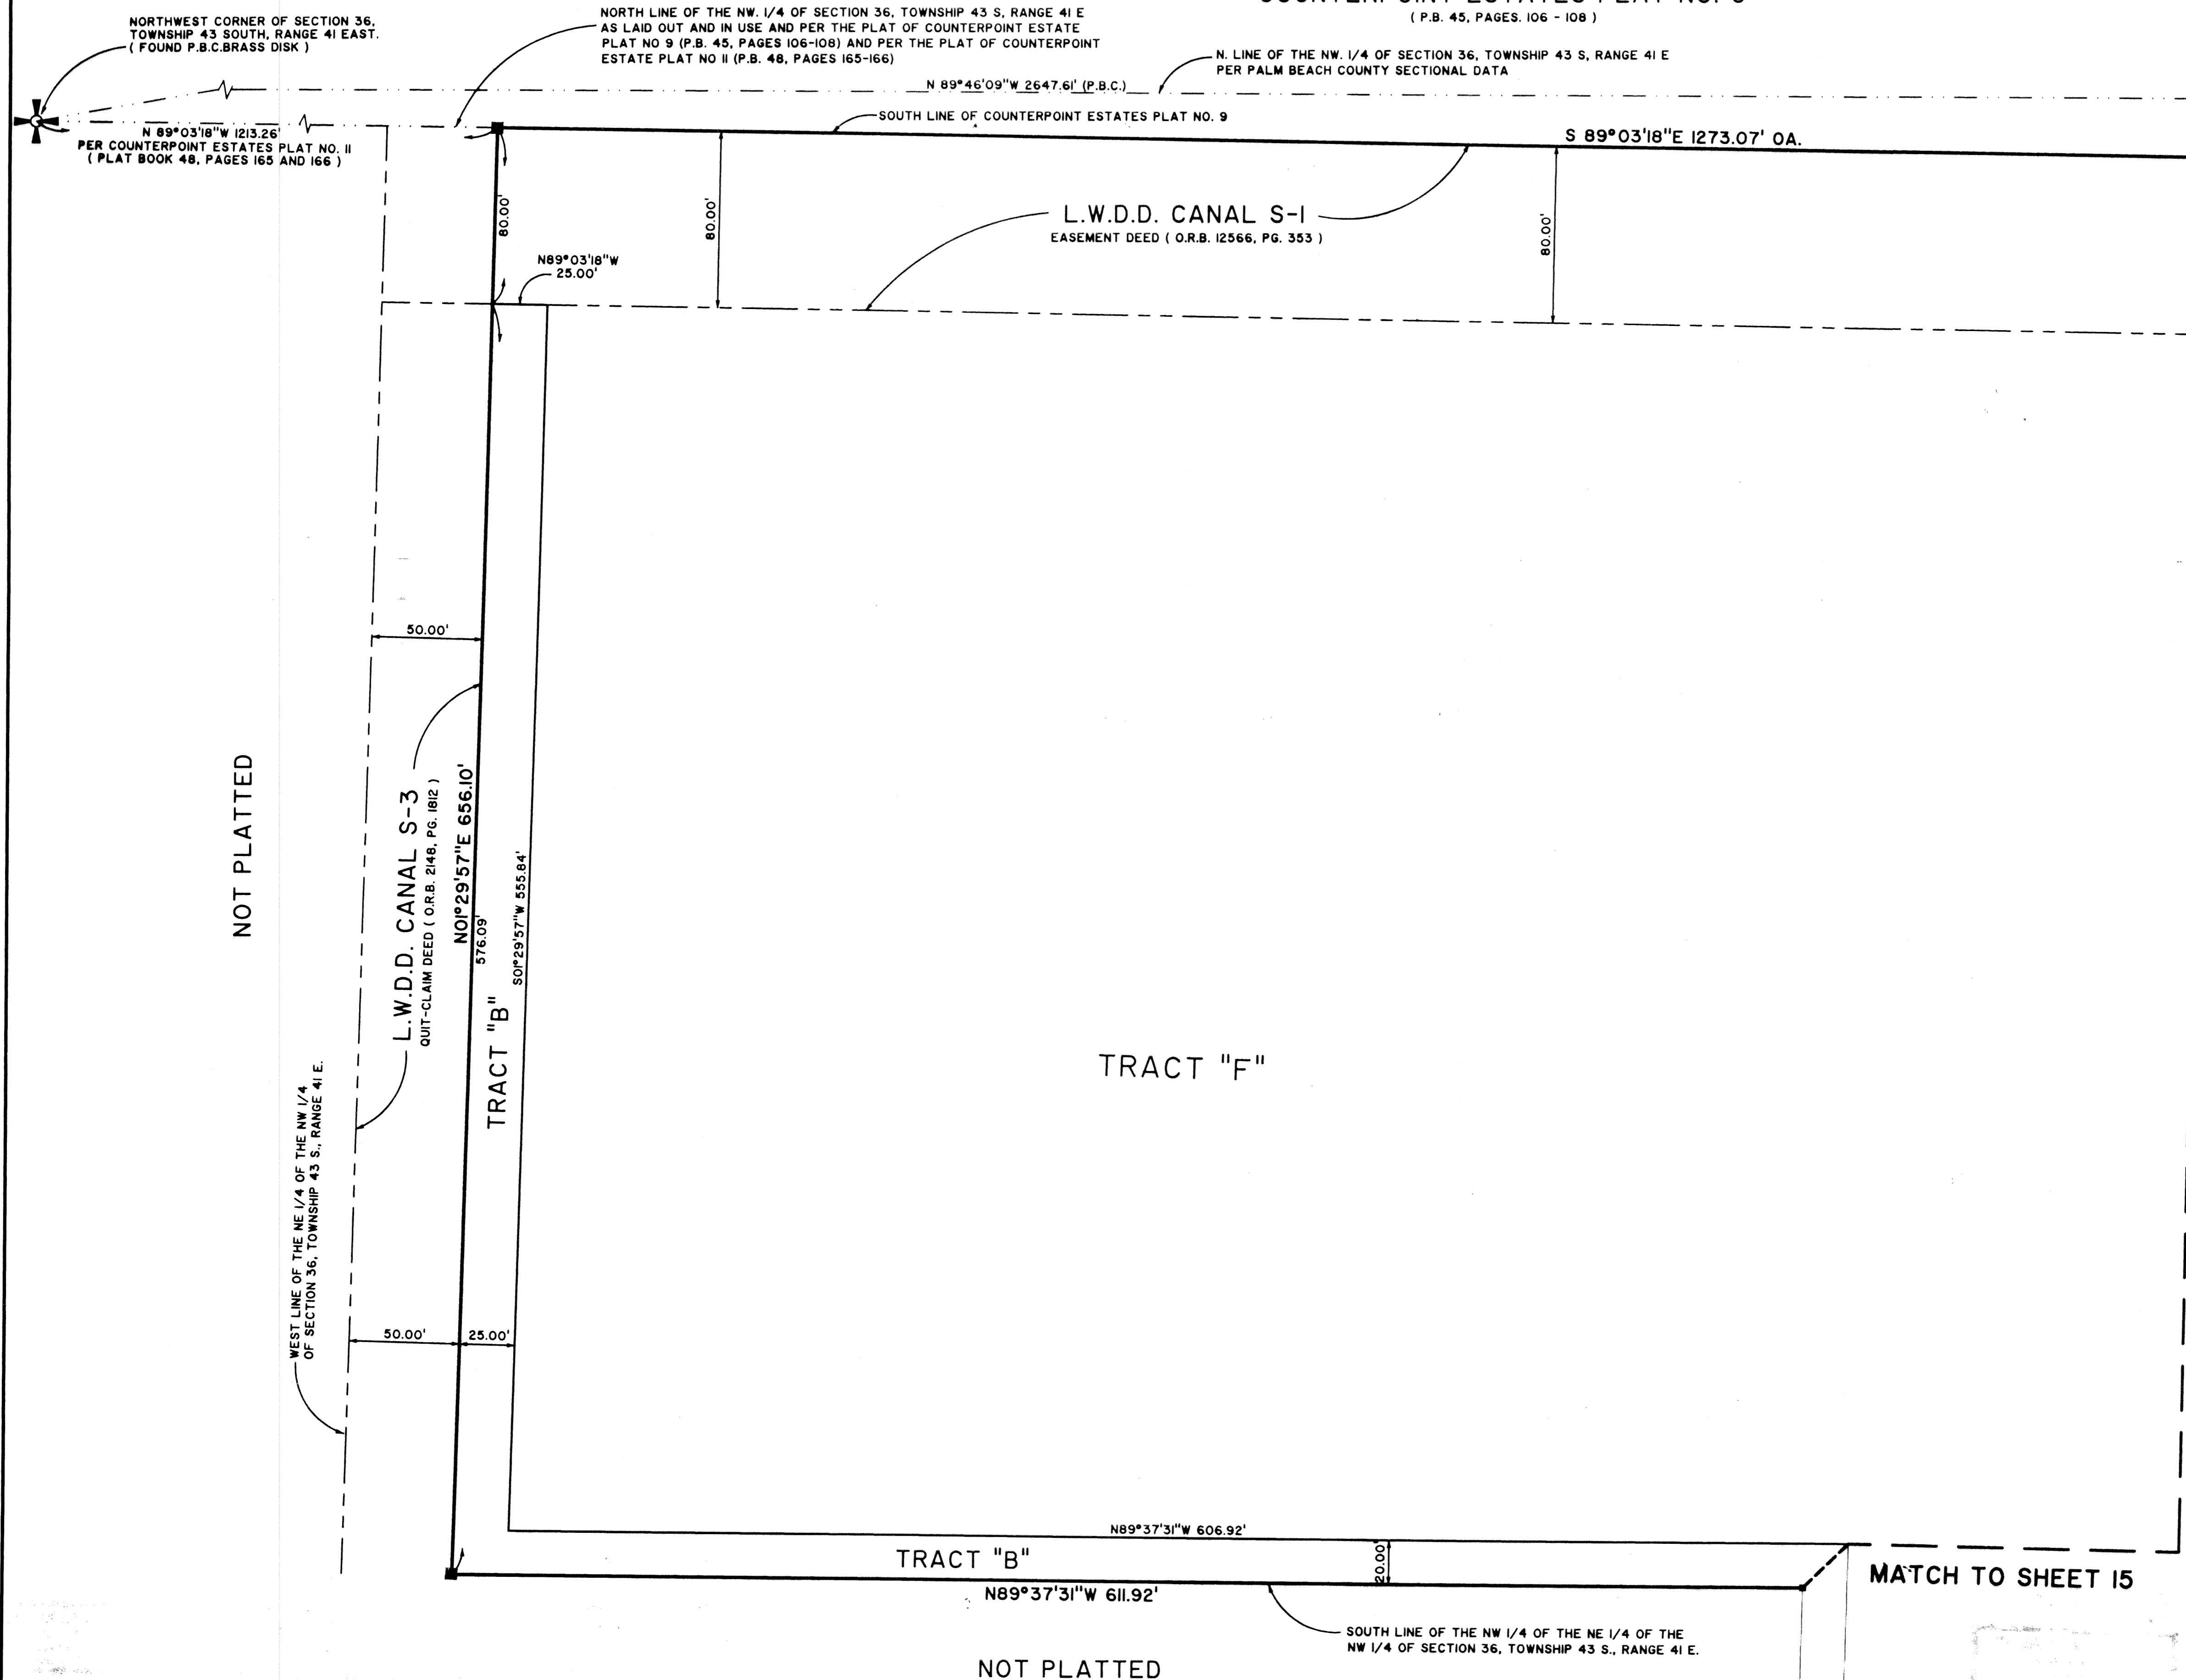 ( P.B. 45, PAGES. 106 - 108 )
NORTHWEST CORNER OF SECTION 36,
TOWNSHIP 43 SOUTH, RANGE 41 EAST.
( FOUND P.B.C.BRASS DISK )
NORTH LINE OF THE NW. 1/4 OF SECTION 36, TOWNSHIP 43 S, RANGE 41 E
AS LAID OUT AND IN USE AND PER THE PLAT OF COUNTERPOINT ESTATE
PLAT NO 9 (P.B. 45, PAGES 106-108) AND PER THE PLAT OF COUNTERPOINT
ESTATE PLAT NO 11 (P.B. 48, PAGES 165-166)
N. LINE OF THE NW. 1/4 OF SECTION 36, TOWNSHIP 43 S, RANGE 41 E
PER PALM BEACH COUNTY SECTIONAL DATA
N 89°46'09"W 2647.61' (P.B.C.)
N 89°03'18"W 1213.26'
PER COUNTERPOINT ESTATES PLAT NO. 11
( PLAT BOOK 48, PAGES 165 AND 166 )
SOUTH LINE OF COUNTERPOINT ESTATES PLAT NO. 9
S 89°03'18"E 1273.07' OA.
80.00'
80.00'
80.00'
L.W.D.D. CANAL S-1
EASEMENT DEED ( O.R.B. 12566, PG. 353 )
N89°03'18"W
25.00'
50.00'
NOT PLATTED
L.W.D.D. CANAL S-3
QUIT-CLAIM DEED ( O.R.B. 2148, PG. 1812 )
N01°29'57"E 656.10'
576.09'
S01°29'57"W 555.84'
TRACT "B"
TRACT "F"
WEST LINE OF THE NE 1/4 OF THE NW 1/4
OF SECTION 36, TOWNSHIP 43 S., RANGE 41 E.
50.00'
25.00'
N89°37'31"W 606.92'
TRACT "B"
20.00'
N89°37'31"W 611.92'
MATCH TO SHEET 15
SOUTH LINE OF THE NW 1/4 OF THE NE 1/4 OF THE
NW 1/4 OF SECTION 36, TOWNSHIP 43 S., RANGE 41 E.
NOT PLATTED